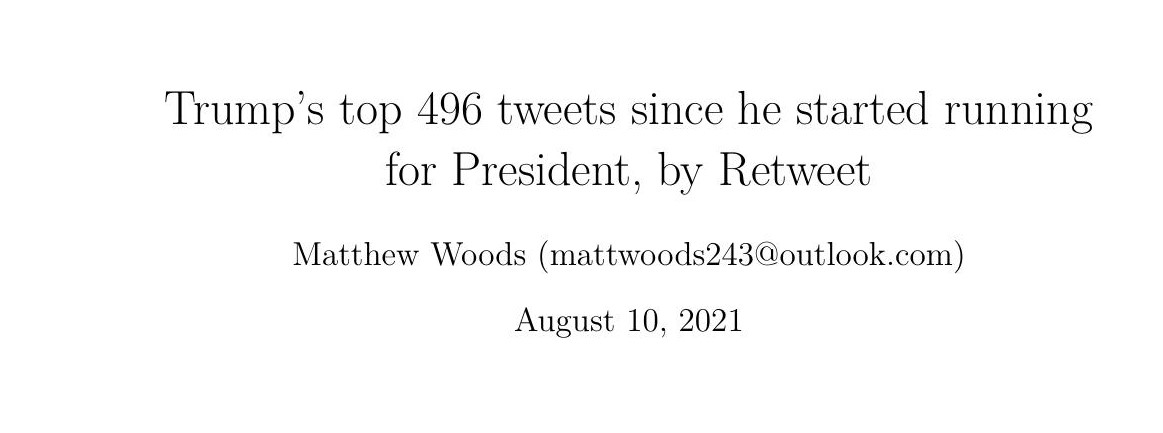 Trump's top 496 tweets since he started running
for President, by Retweet
Matthew Woods (mattwoods243@outlook.com)
August 10, 2021